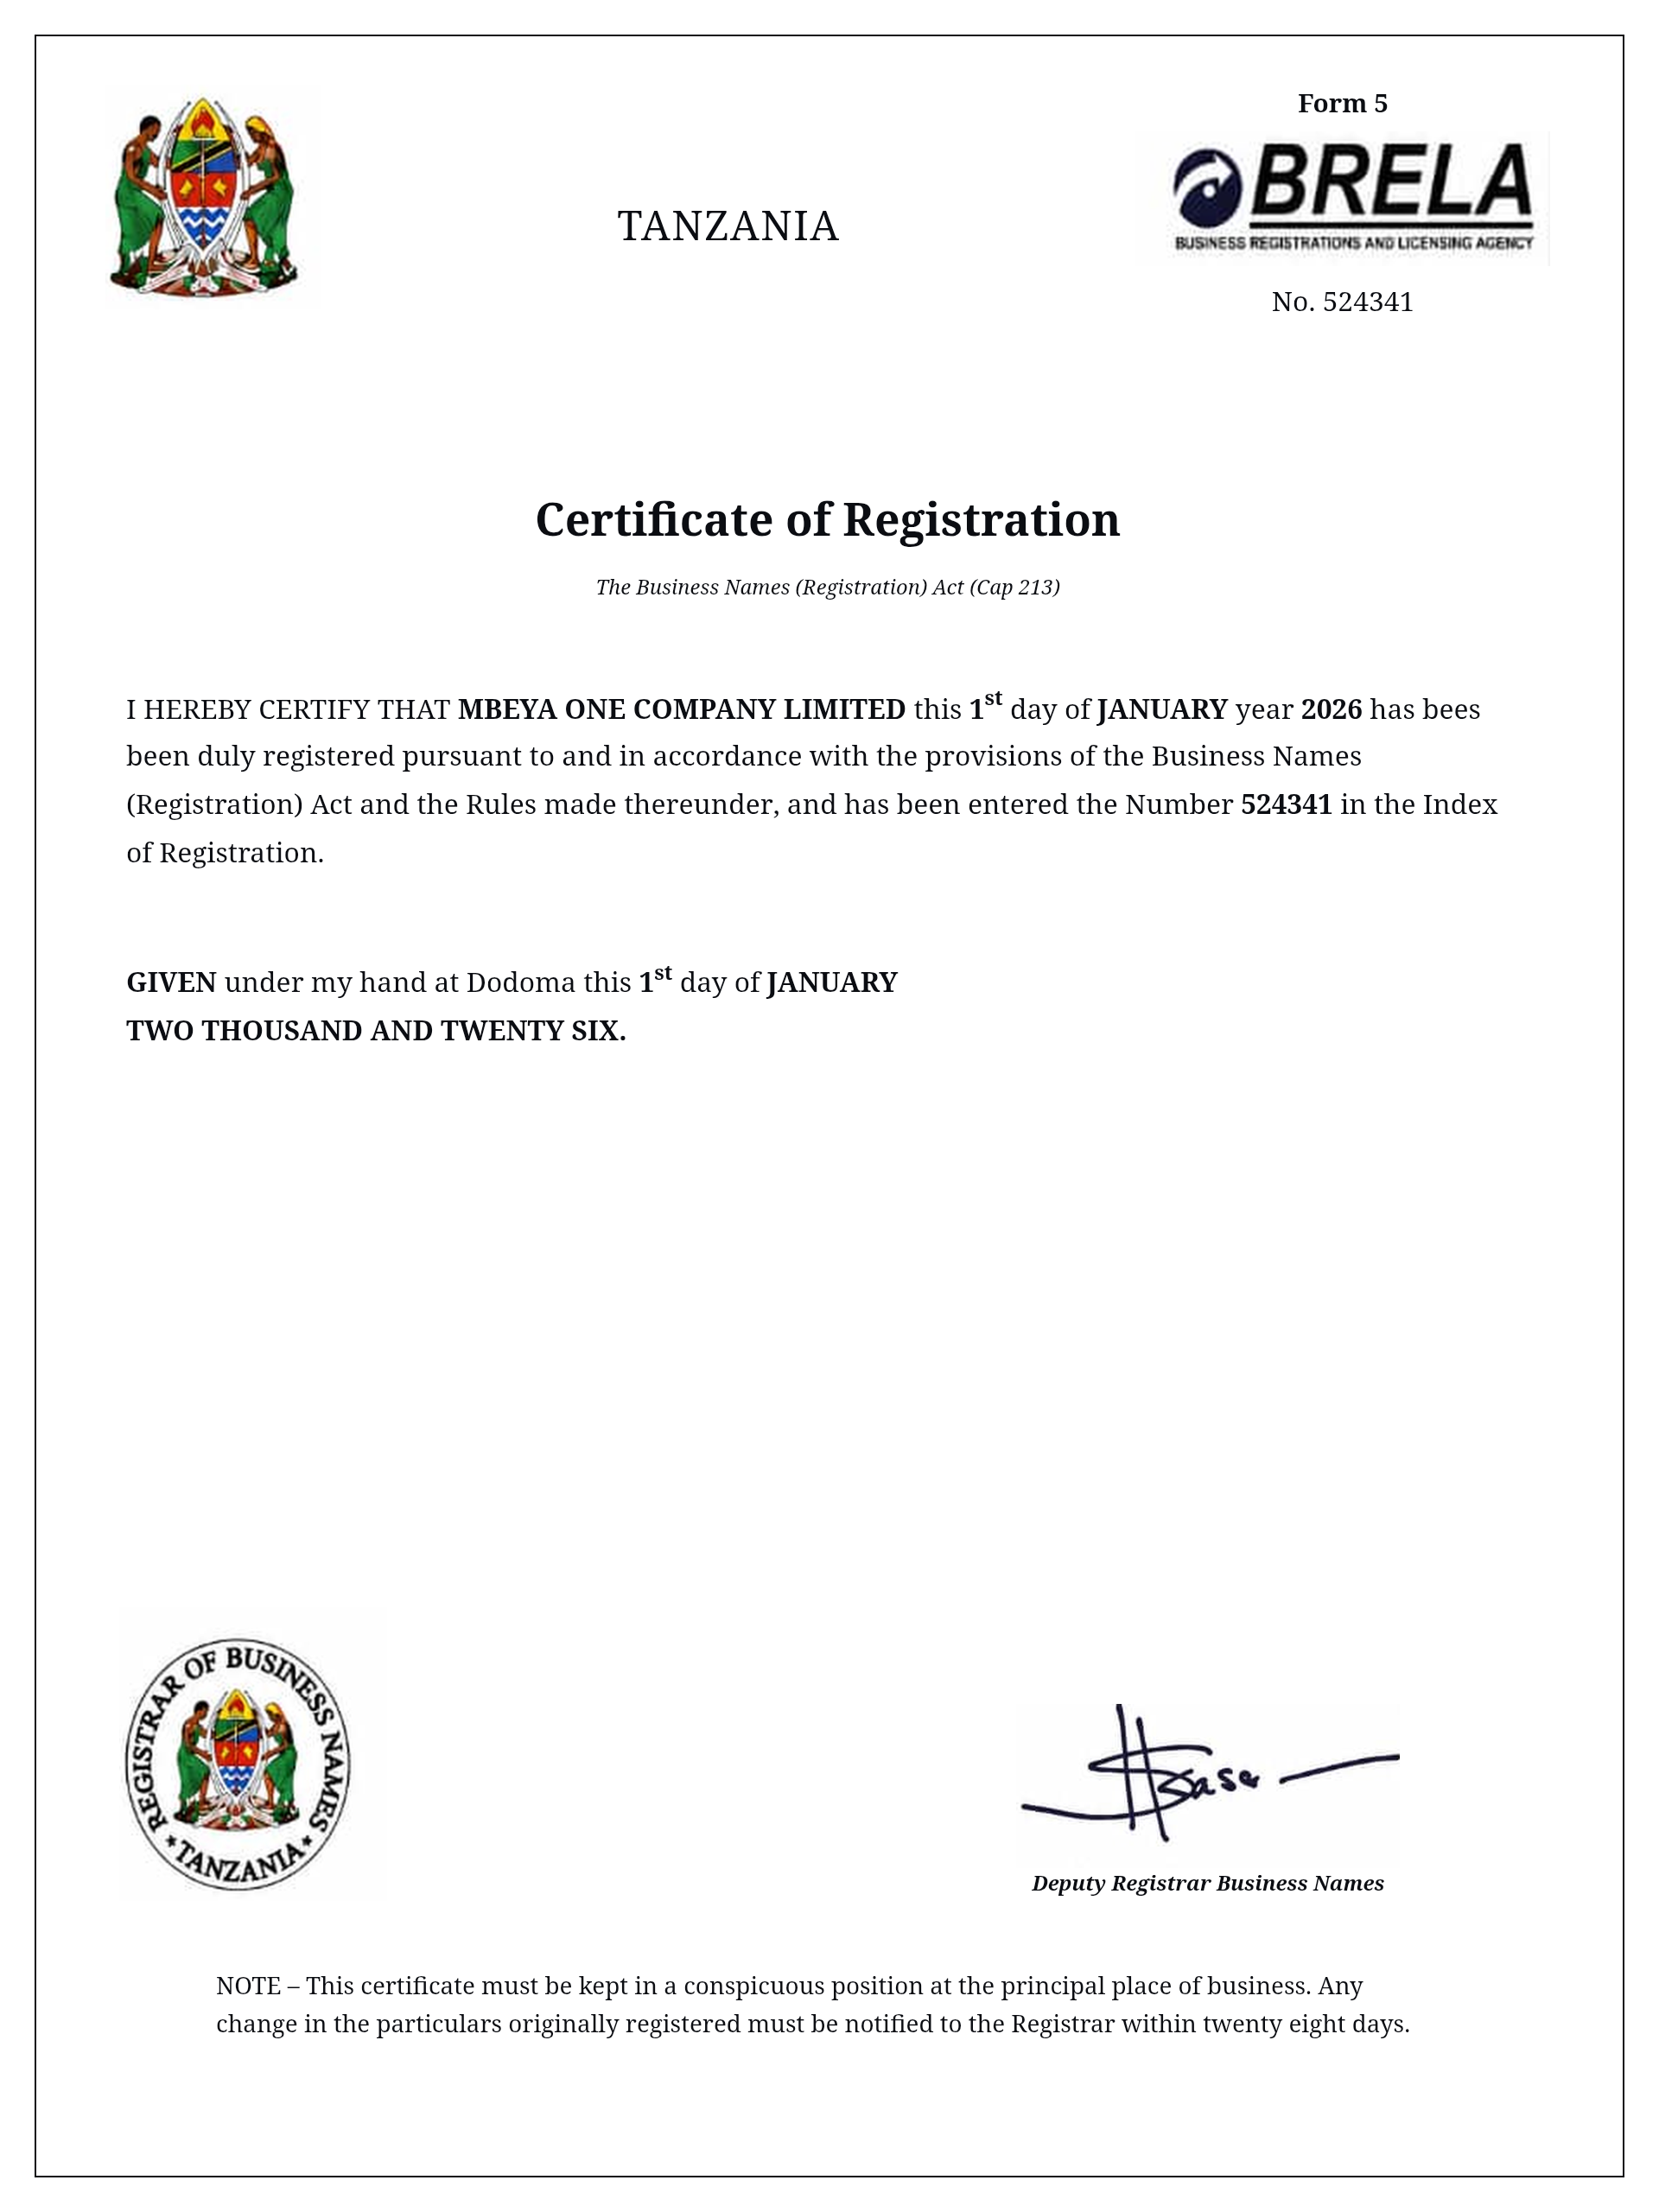 Form 5
BRELA
BUSINESS REGISTRATIONS AND LICENSING AGENCY
TANZANIA
No. 524341
Certificate of Registration
The Business Names (Registration) Act (Cap 213)
I HEREBY CERTIFY THAT MBEYA ONE COMPANY LIMITED this 1st day of JANUARY year 2026 has bees
been duly registered pursuant to and in accordance with the provisions of the Business Names
(Registration) Act and the Rules made thereunder, and has been entered the Number 524341 in the Index
of Registration.
GIVEN under my hand at Dodoma this 1st day of JANUARY
TWO THOUSAND AND TWENTY SIX.
REGISTRAR OF BUSINESS NAMES
* TANZANIA *
Deputy Registrar Business Names
NOTE – This certificate must be kept in a conspicuous position at the principal place of business. Any
change in the particulars originally registered must be notified to the Registrar within twenty eight days.